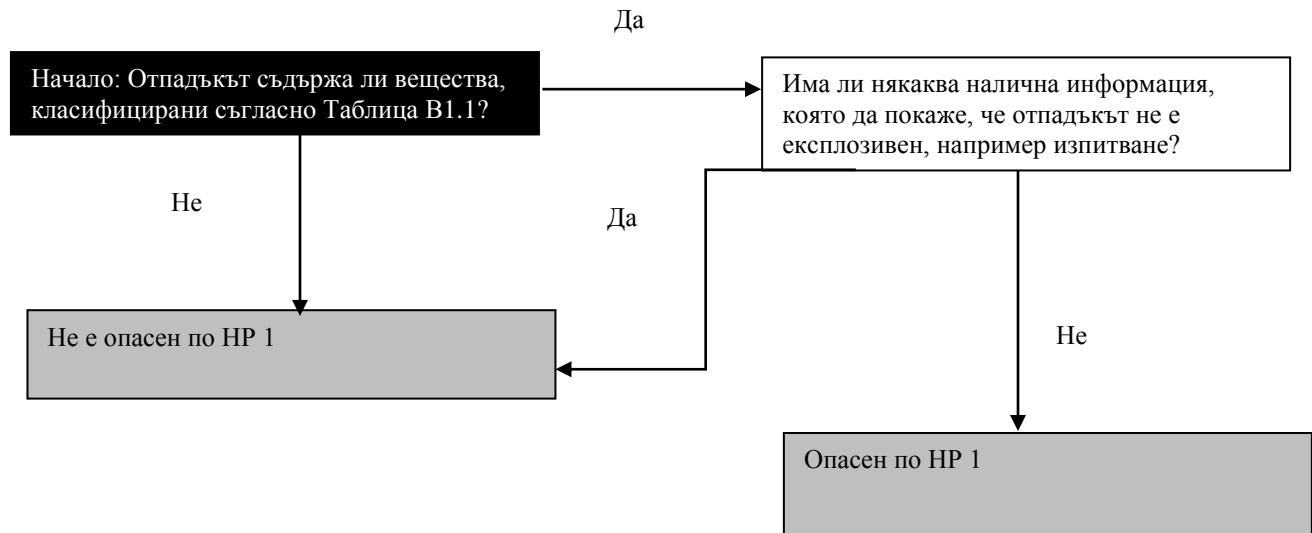 Да
Начало: Отпадъкът съдържа ли вещества,
класифицирани съгласно Таблица B1.1?
Има ли някаква налична информация,
която да покаже, че отпадъкът не е
експлозивен, например изпитване?
Не
Да
Не е опасен по HP 1
Не
Опасен по HP 1